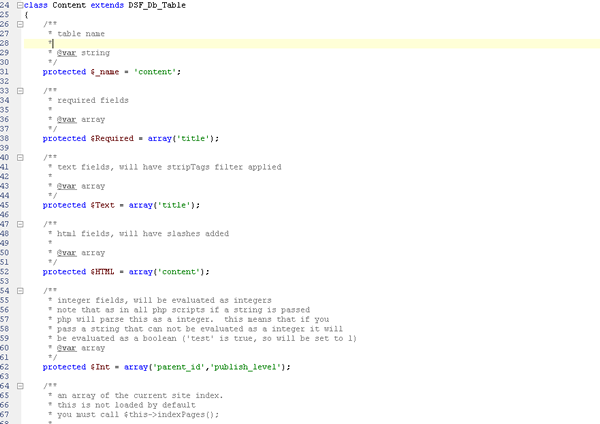 24 class Content extends DSF_Db_Table
25 {
26 /**
27 * table name
28 *
29 * @var string
30 */
31 protected $_name = 'content';
32
33 /**
34 * required fields
35 *
36 * @var array
37 */
38 protected $Required = array('title');
39
40 /**
41 * text fields, will have stripTags filter applied
42 *
43 * @var array
44 */
45 protected $Text = array('title');
46
47 /**
48 * html fields, will have slashes added
49 *
50 * @var array
51 */
52 protected $HTML = array('content');
53
54 /**
55 * integer fields, will be evaluated as integers
56 * note that as in all php scripts if a string is passed
57 * php will parse this as a integer.  this means that if you
58 * pass a string that can not be evaluated as a integer it will
59 * be evaluated as a boolean ('test' is true, so will be set to 1)
60 * @var array
61 */
62 protected $Int = array('parent_id','publish_level');
63
64 /**
65 * an array of the current site index.
66 * this is not loaded by default
67 * you must call $this->indexPages();
68 *